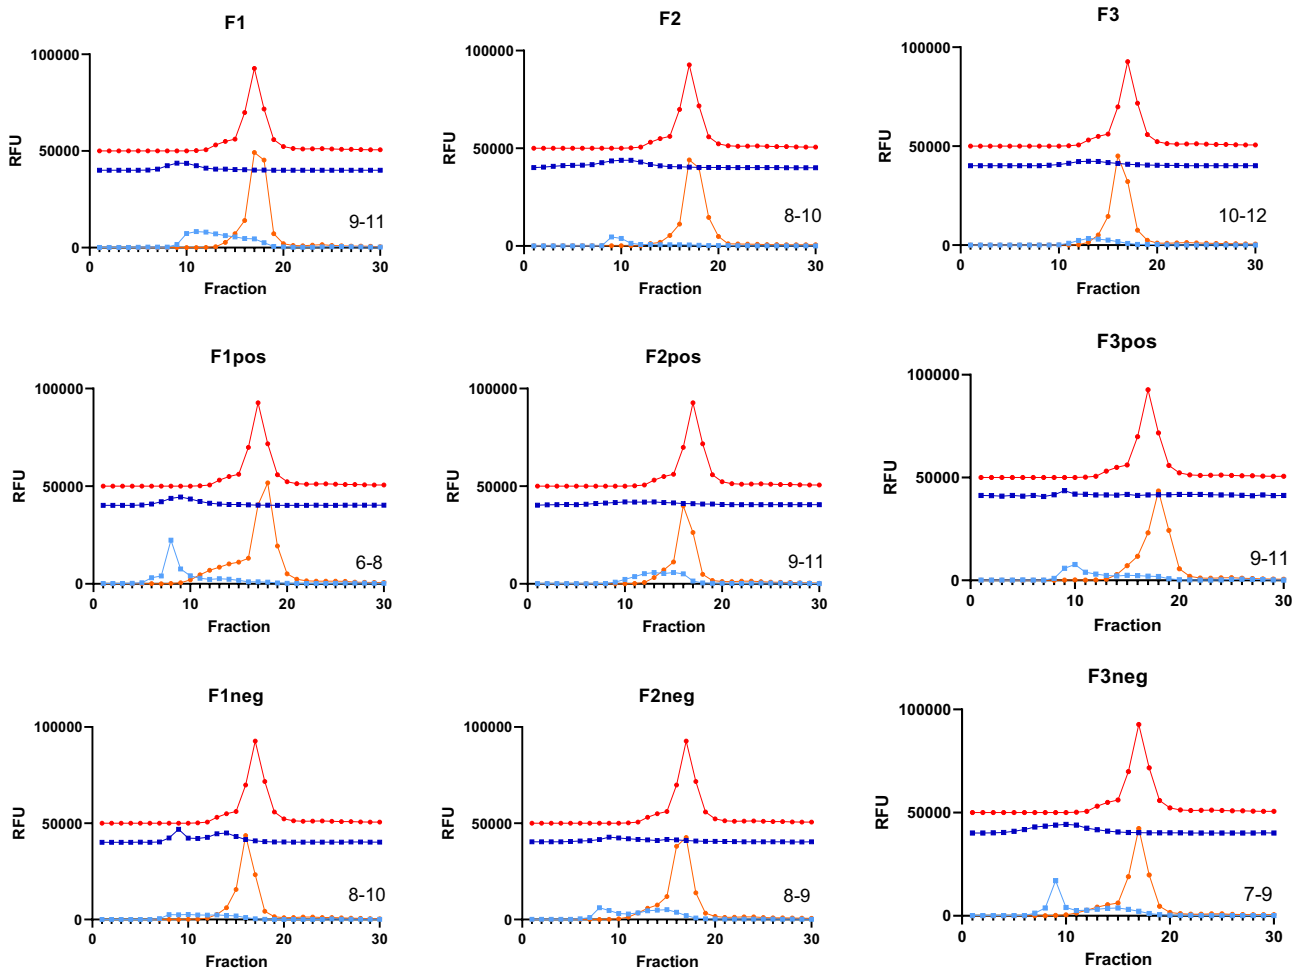 F1
F2
F3
100000
50000
0
RFU
0
10
20
30
Fraction
9-11
100000
50000
0
RFU
0
10
20
30
Fraction
8-10
100000
50000
0
RFU
0
10
20
30
Fraction
10-12
F1pos
F2pos
F3pos
100000
50000
0
RFU
0
10
20
30
Fraction
6-8
100000
50000
0
RFU
0
10
20
30
Fraction
9-11
100000
50000
0
RFU
0
10
20
30
Fraction
9-11
F1neg
F2neg
F3neg
100000
50000
0
RFU
0
10
20
30
Fraction
8-10
100000
50000
0
RFU
0
10
20
30
Fraction
8-9
100000
50000
0
RFU
0
10
20
30
Fraction
7-9